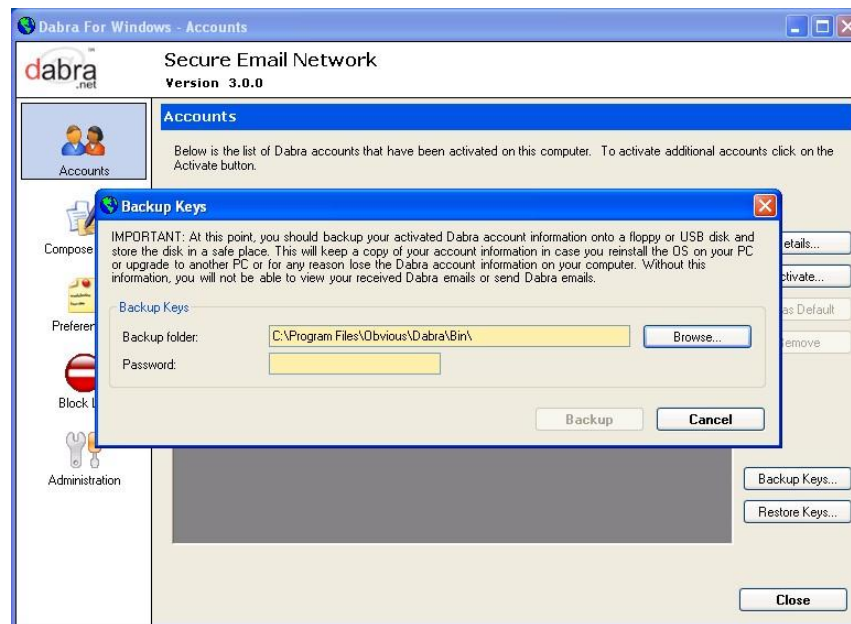 Dabra For Windows - Accounts
dabra
.net
Secure Email Network
Version 3.0.0
Accounts
Below is the list of Dabra accounts that have been activated on this computer. To activate additional accounts click on the
Activate button.
Accounts
Compose
Block
Administration
Backup Keys
IMPORTANT: At this point, you should backup your activated Dabra account information onto a floppy or USB disk and
store the disk in a safe place. This will keep a copy of your account information in case you reinstall the OS on your PC
or upgrade to another PC or for any reason lose the Dabra account information on your computer. Without this
information, you will not be able to view your received Dabra emails or send Dabra emails.
Backup Keys
Backup folder:
C:\Program Files\Obvious\Dabra\Bin\
Browse...
Password:
Backup
Cancel
as Default
Backup Keys...
Restore Keys...
Close